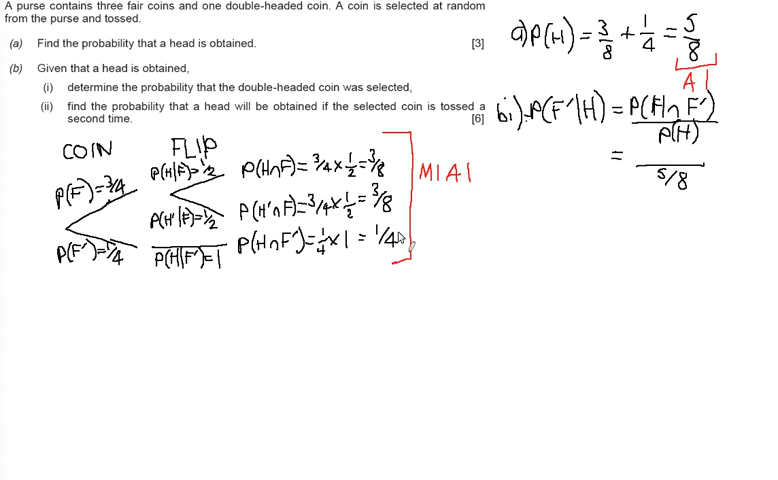 A purse contains three fair coins and one double-headed coin. A coin is selected at random
from the purse and tossed.
(a) Find the probability that a head is obtained. [3]
(b) Given that a head is obtained,
(i) determine the probability that the double-headed coin was selected,
(ii) find the probability that a head will be obtained if the selected coin is tossed a
second time. [6]
COIN FLIP
P(F)=3/4 P(H|F)=1/2 P(H∩F)=3/4×1/2=3/8
P(H'|F)=1/2 P(H'∩F)=3/4×1/2=3/8
P(F')=1/4 P(H|F')=1 P(H∩F')=1/4×1=1/4
M1A1
a) P(H)=3/8+1/4=5/8
A1
bi). P(F'|H)=P(H∩F')/P(H)
= /5/8